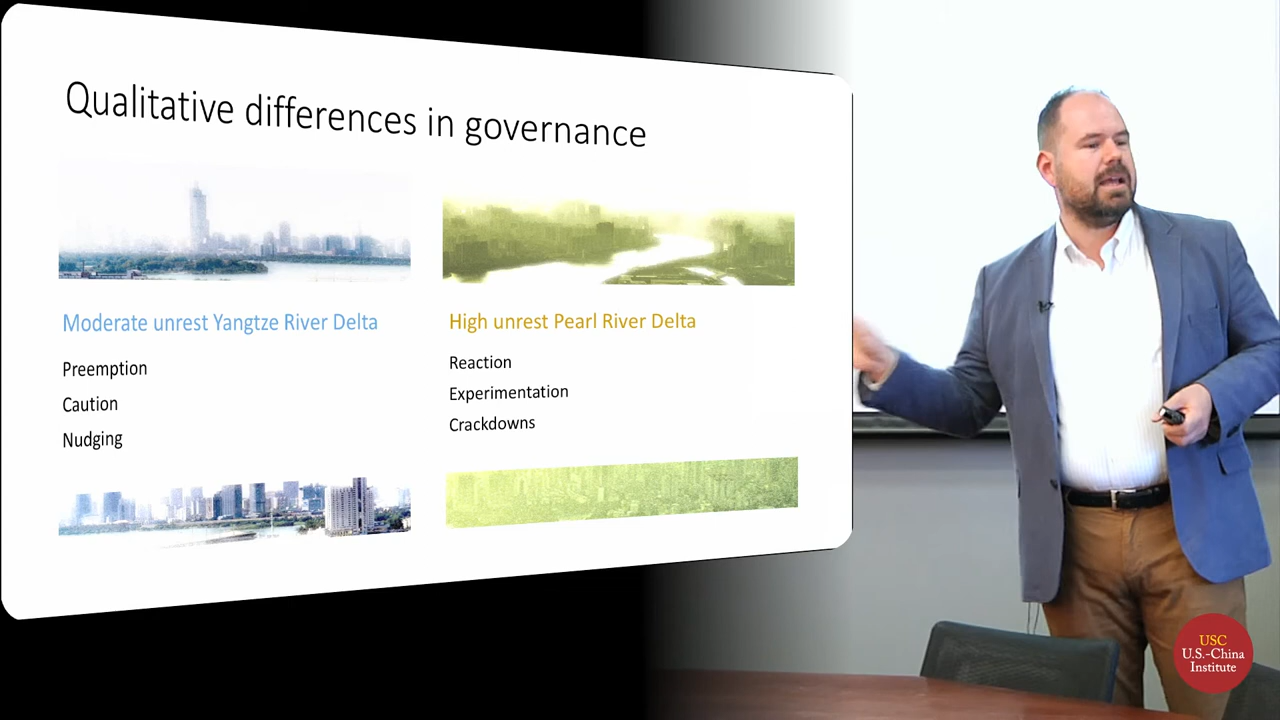 Qualitative differences in governance
Moderate unrest Yangtze River Delta
Preemption
Caution
Nudging
High unrest Pearl River Delta
Reaction
Experimentation
Crackdowns
USC
U.S.-China
Institute